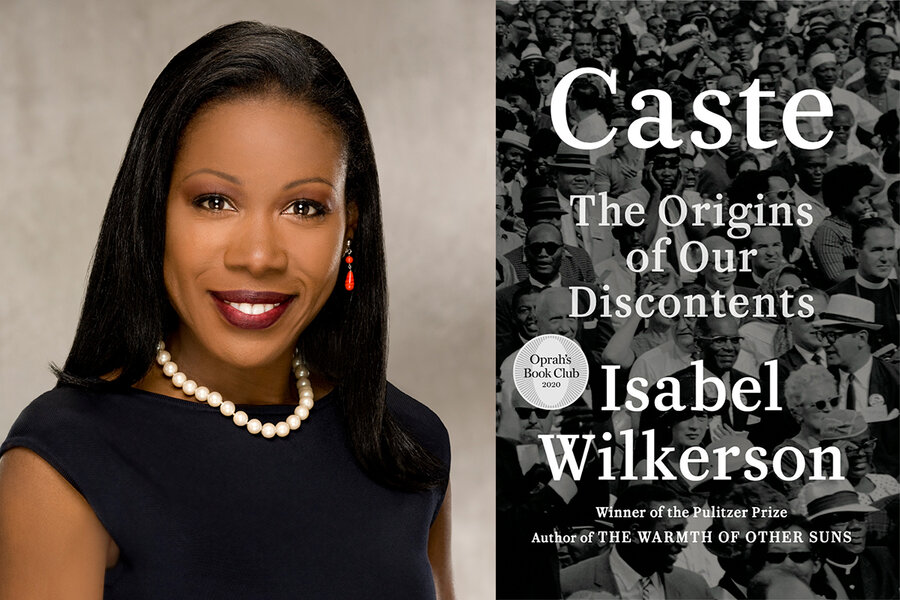 Caste
The Origins
of Our
Discontents
Oprah's
Book Club
2020
Isabel
Wilkerson
Winner of the Pulitzer Prize
Author of THE WARMTH OF OTHER SUNS